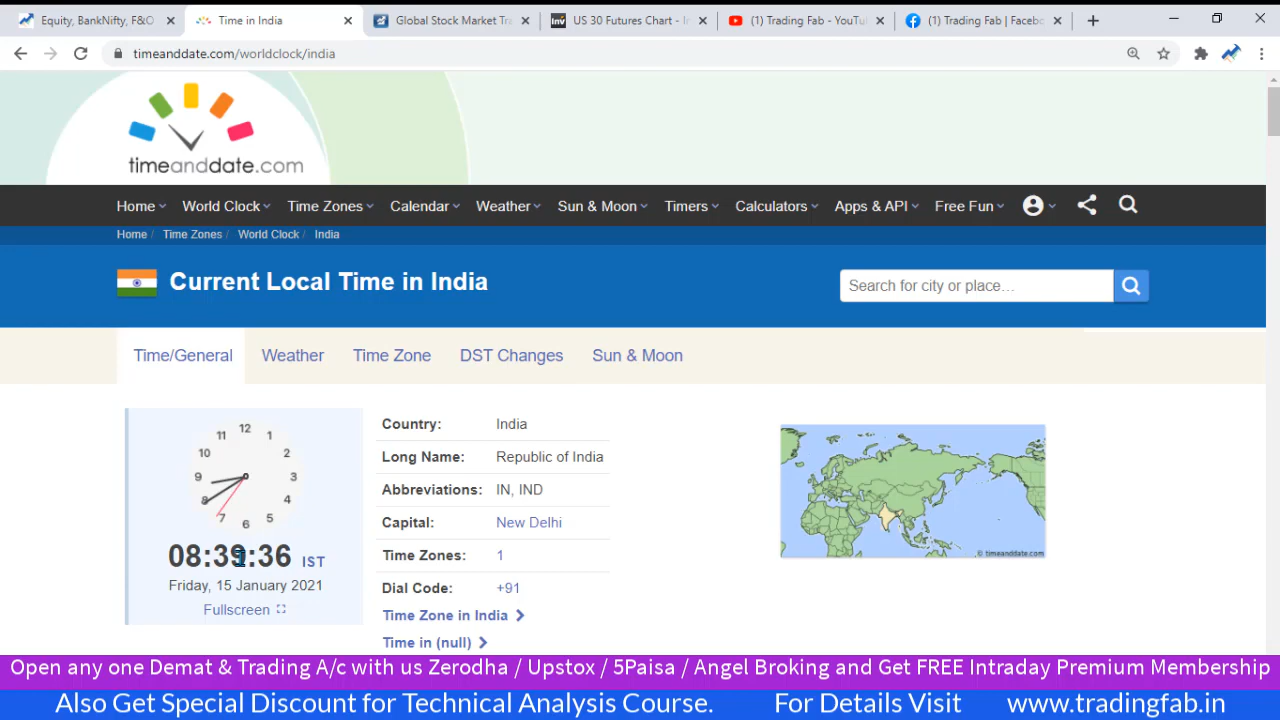 Equity, BankNifty, F&O
Time in India
Global Stock Market Tr
US 30 Futures Chart - In
(1) Trading Fab - YouTu
(1) Trading Fab | Faceb
timeanddate.com/worldclock/india
timeanddate.com
Home World Clock Time Zones Calendar Weather Sun & Moon Timers Calculators Apps & API Free Fun
Home / Time Zones / World Clock / India
Current Local Time in India
Search for city or place...
Time/General Weather Time Zone DST Changes Sun & Moon
12 1 2 3 4 5 6 7 8 9 10 11
08:39:36 IST
Friday, 15 January 2021
Fullscreen
Country: India
Long Name: Republic of India
Abbreviations: IN, IND
Capital: New Delhi
Time Zones: 1
Dial Code: +91
Time Zone in India
Time in (null)
© timeanddate.com
Open any one Demat & Trading A/c with us Zerodha / Upstox / 5Paisa / Angel Broking and Get FREE Intraday Premium Membership
Also Get Special Discount for Technical Analysis Course. For Details Visit www.tradingfab.in